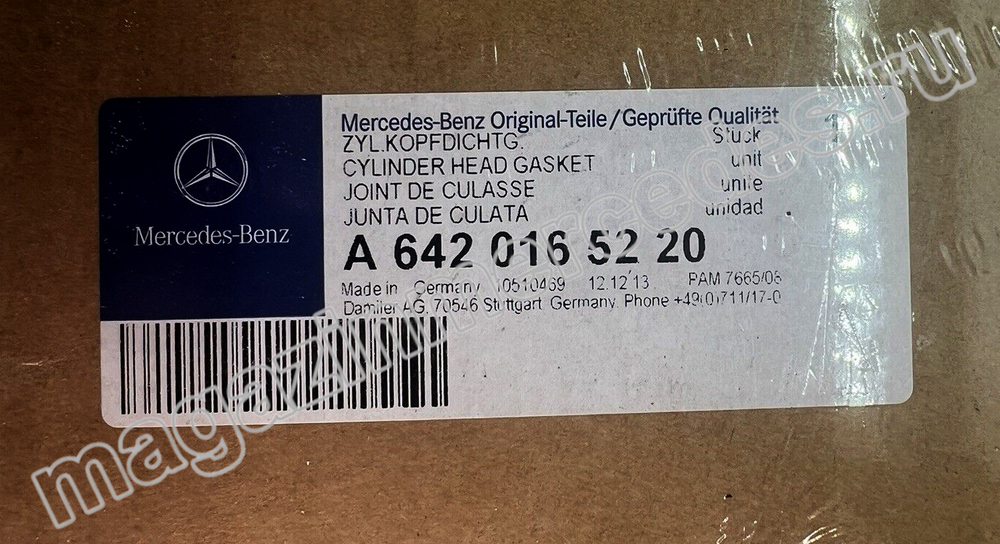 Mercedes-Benz Original-Teile/Geprüfte Qualität
ZYL.KOPFDICHTG. Stück 1
CYLINDER HEAD GASKET unit
JOINT DE CULASSE unite
JUNTA DE CULATA unidad
A 642 016 52 20
Made in Germany 10510469 12.12'13 PAM 7665/08
Daimler AG, 70546 Stuttgart Germany, Phone +49(0)711/17-0
Mercedes-Benz
magazinmercedes.ru